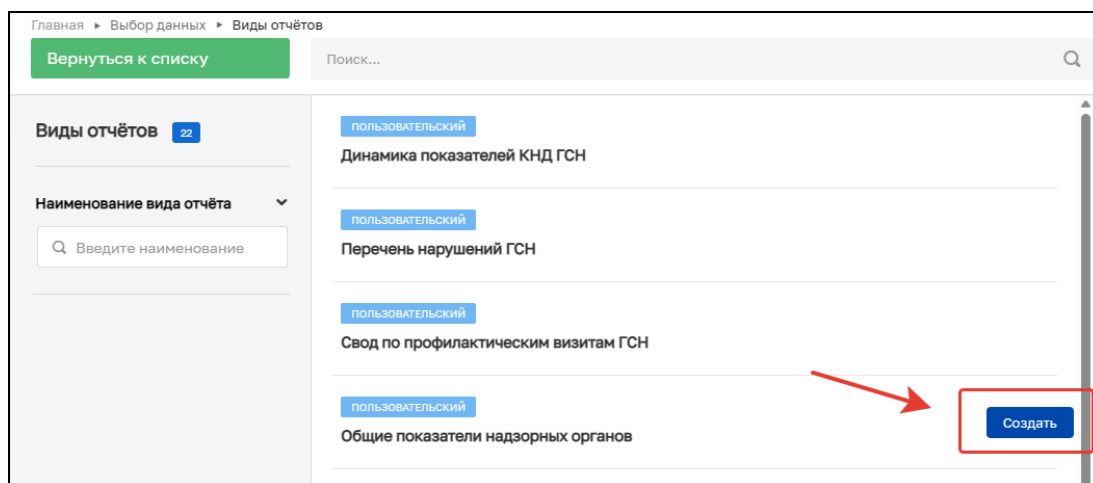 Главная ▸ Выбор данных ▸ Виды отчётов
Вернуться к списку
Поиск...
Виды отчётов 22
Наименование вида отчёта
Введите наименование
ПОЛЬЗОВАТЕЛЬСКИЙ
Динамика показателей КНД ГСН
ПОЛЬЗОВАТЕЛЬСКИЙ
Перечень нарушений ГСН
ПОЛЬЗОВАТЕЛЬСКИЙ
Свод по профилактическим визитам ГСН
ПОЛЬЗОВАТЕЛЬСКИЙ
Общие показатели надзорных органов
Создать